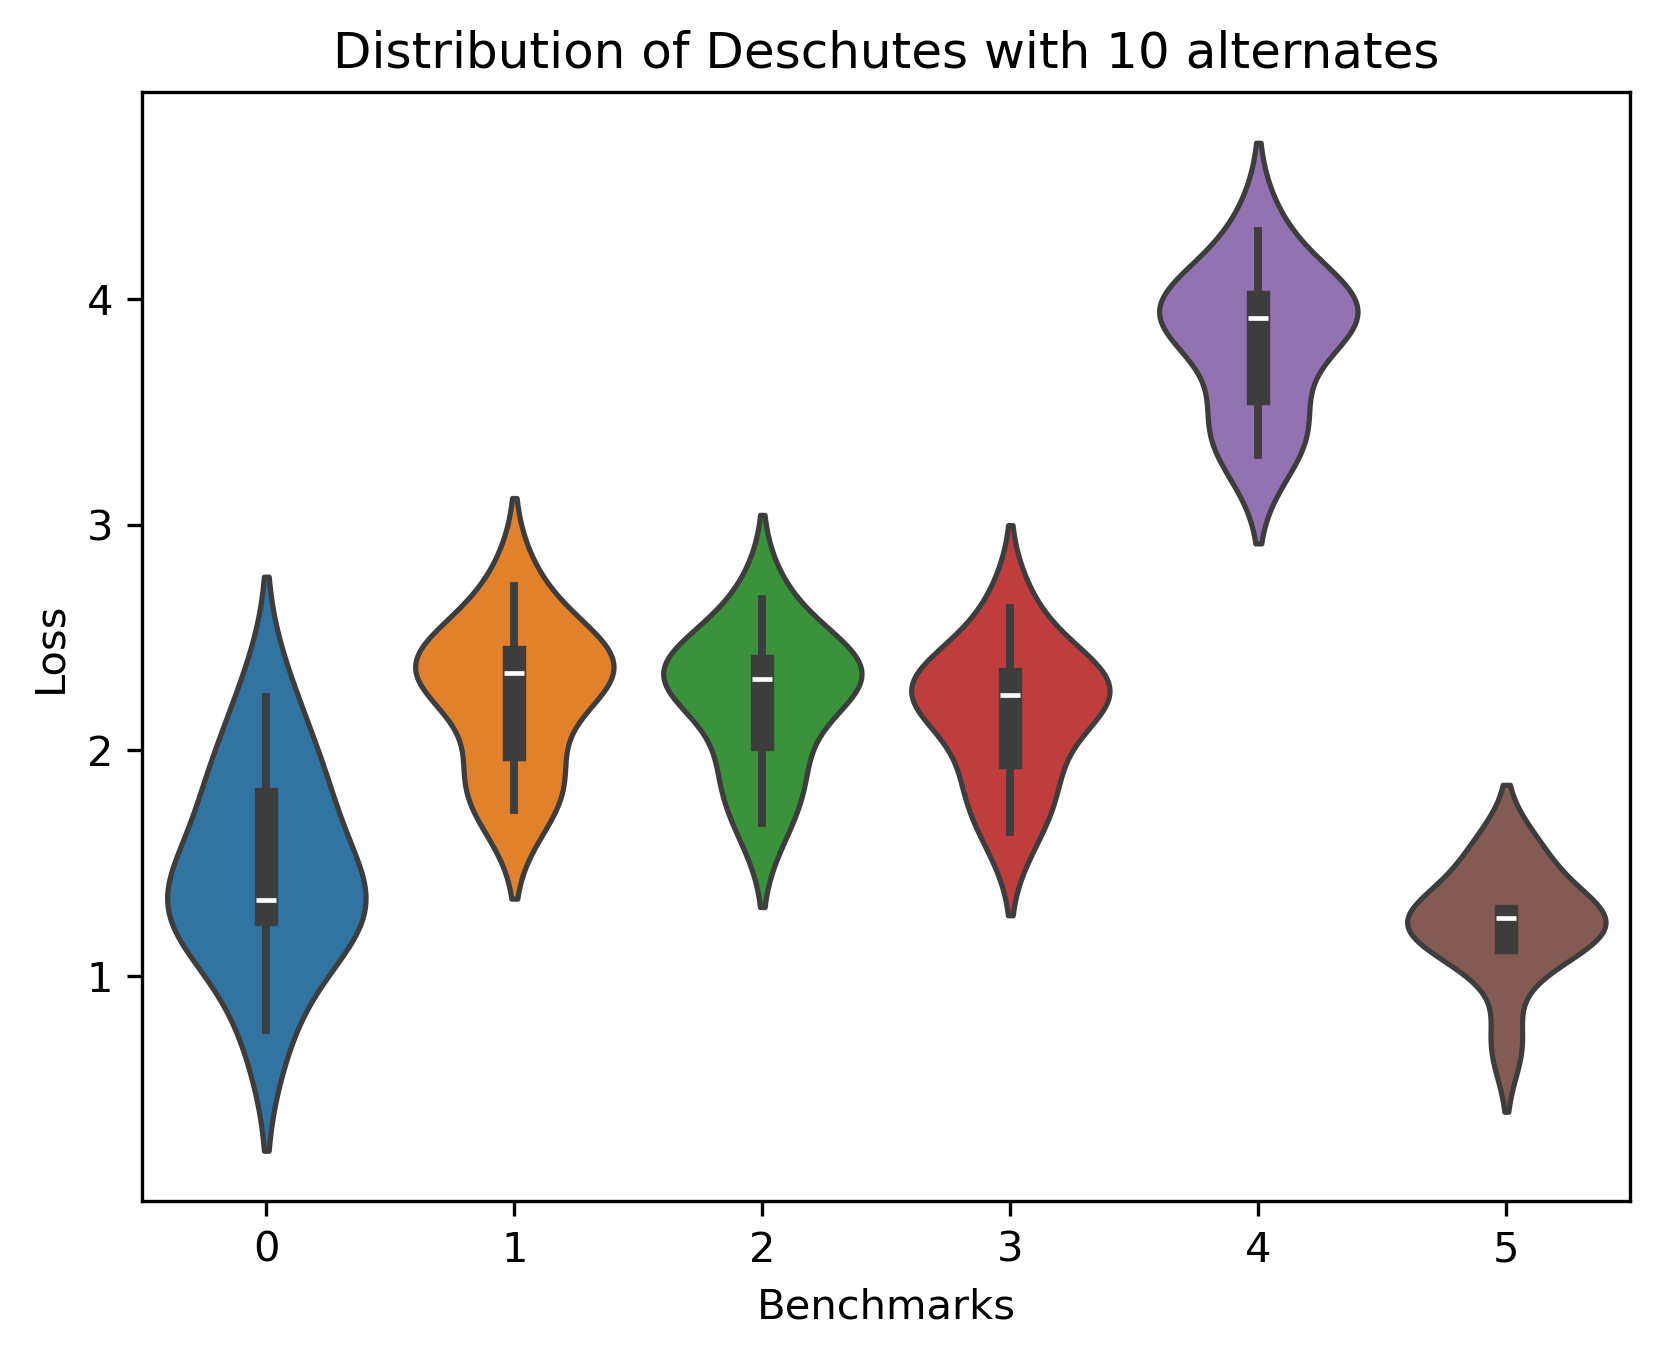 Distribution of Deschutes with 10 alternates
4
3
2
1
Loss
0 1 2 3 4 5
Benchmarks